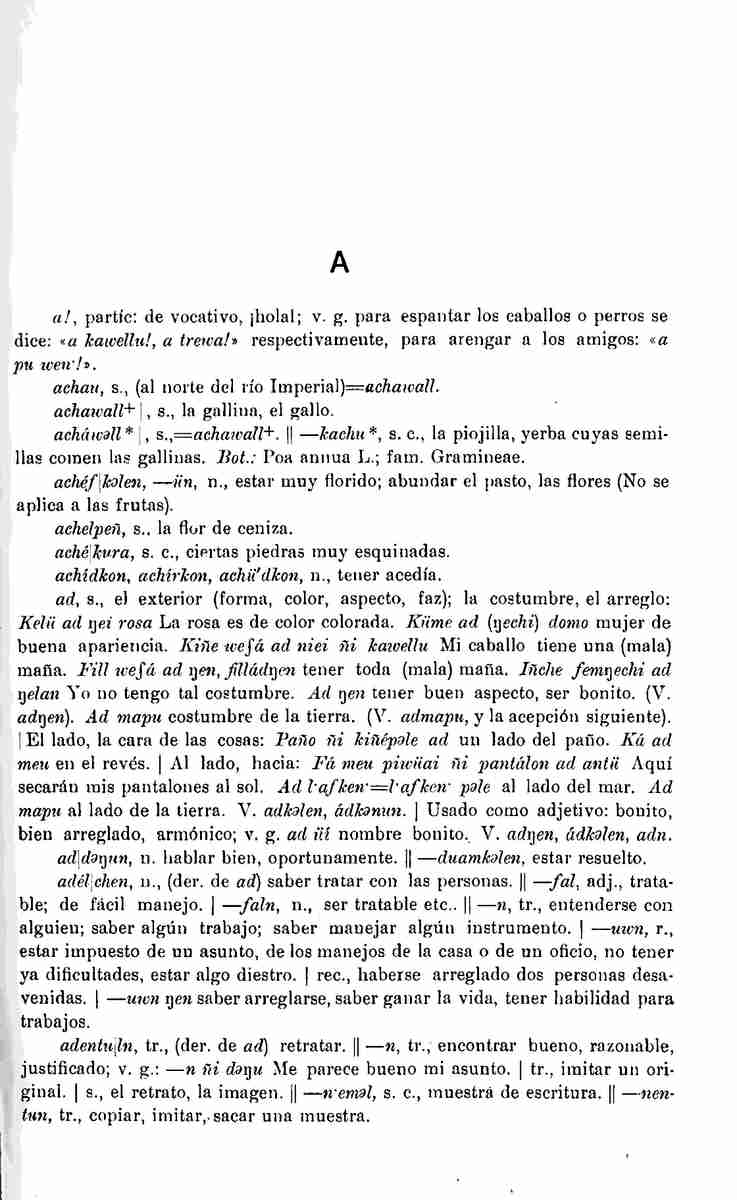 A
a!, partíc: de vocativo, ¡hola!; v. g. para espantar los caballos o perros se
dice: «a kawellu!, a trewa!» respectivamente, para arengar a los amigos: «a
pu wen·!».
achau, s., (al norte del río Imperial)=achawall.
achawall+|, s., la gallina, el gallo.
acháwəll*|, s.,=achawall+. || —kachu*, s. c., la piojilla, yerba cuyas semi-
llas comen las gallinas. Bot.: Poa annua L.; fam. Gramineae.
achéf|kəlen, —ün, n., estar muy florido; abundar el pasto, las flores (No se
aplica a las frutas).
achelpeñ, s., la flor de ceniza.
aché|kura, s. c., ciertas piedras muy esquinadas.
achídkon, achírkon, achü'dkon, n., tener acedía.
ad, s., el exterior (forma, color, aspecto, faz); la costumbre, el arreglo:
Kelü ad ŋei rosa La rosa es de color colorada. Küme ad (ŋechi) domo mujer de
buena apariencia. Kiñe wefá ad niei ñi kawellu Mi caballo tiene una (mala)
maña. Fill wefá ad ŋen, filládŋen tener toda (mala) maña. Iñche femŋechi ad
ŋelan Yo no tengo tal costumbre. Ad ŋen tener buen aspecto, ser bonito. (V.
adŋen). Ad mapu costumbre de la tierra. (V. admapu, y la acepción siguiente).
| El lado, la cara de las cosas: Paño ñi kiñépəle ad un lado del paño. Ká ad
meu en el revés. | Al lado, hacia: Fá meu piwüai ñi pantálon ad antü Aquí
secarán mis pantalones al sol. Ad l·afken·=l·afken· pəle al lado del mar. Ad
mapu al lado de la tierra. V. adkəlen, ádkənun. | Usado como adjetivo: bonito,
bien arreglado, armónico; v. g. ad üi nombre bonito. V. adŋen, ádkəlen, adn.
ad|dəŋun, n. hablar bien, oportunamente. || —duamkəlen, estar resuelto.
adél|chen, n., (der. de ad) saber tratar con las personas. || —fal, adj., trata-
ble; de fácil manejo. | —faln, n., ser tratable etc.. || —n, tr., entenderse con
alguien; saber algún trabajo; saber manejar algún instrumento. | —uwn, r.,
estar impuesto de un asunto, de los manejos de la casa o de un oficio, no tener
ya dificultades, estar algo diestro. | rec., haberse arreglado dos personas desa-
venidas. | —uwn ŋen saber arreglarse, saber ganar la vida, tener habilidad para
trabajos.
adentu|ln, tr., (der. de ad) retratar. || —n, tr., encontrar bueno, razonable,
justificado; v. g.: —n ñi dəŋu Me parece bueno mi asunto. | tr., imitar un ori-
ginal. | s., el retrato, la imagen. || —n·eməl, s. c., muestra de escritura. || —nen-
tun, tr., copiar, imitar, sacar una muestra.